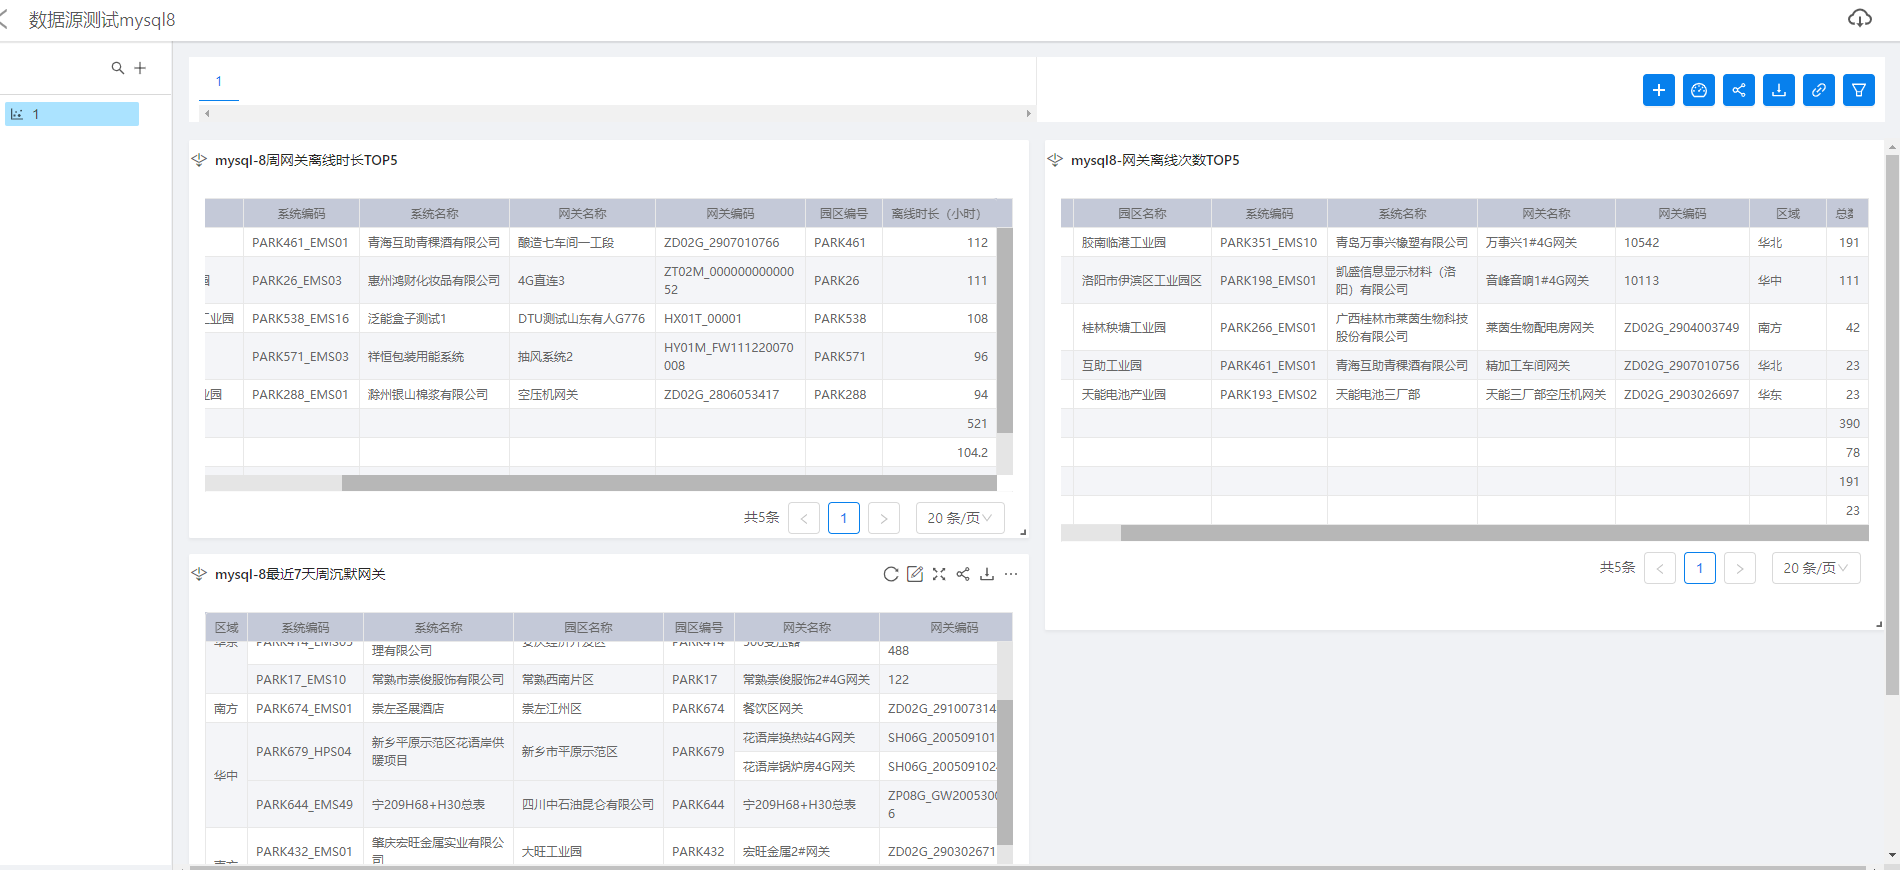 数据源测试mysql8
1
1
mysql-8周网关离线时长TOP5
系统编码 系统名称 网关名称 网关编码 园区编号 离线时长（小时）
PARK461_EMS01 青海互助青稞酒有限公司 酿造七车间一工段 ZD02G_2907010766 PARK461 112
PARK26_EMS03 惠州鸿财化妆品有限公司 4G直连3 ZT02M_000000000000
52 PARK26 111
工业园 PARK538_EMS16 泛能盒子测试1 DTU测试山东有人G776 HX01T_00001 PARK538 108
PARK571_EMS03 祥恒包装用能系统 抽风系统2 HY01M_FW111220070
008 PARK571 96
业园 PARK288_EMS01 滁州银山棉浆有限公司 空压机网关 ZD02G_2806053417 PARK288 94
521
104.2
共5条 < 1 > 20 条/页
mysql8-网关离线次数TOP5
园区名称 系统编码 系统名称 网关名称 网关编码 区域 总数
胶南临港工业园 PARK351_EMS10 青岛万事兴橡塑有限公司 万事兴1#4G网关 10542 华北 191
洛阳市伊滨区工业园区 PARK198_EMS01 凯盛信息显示材料（洛
阳）有限公司 音峰音响1#4G网关 10113 华中 111
桂林秧塘工业园 PARK266_EMS01 广西桂林市莱茵生物科技
股份有限公司 莱茵生物配电房网关 ZD02G_2904003749 南方 42
互助工业园 PARK461_EMS01 青海互助青稞酒有限公司 精加工车间网关 ZD02G_2907010756 华北 23
天能电池产业园 PARK193_EMS02 天能电池三厂部 天能三厂部空压机网关 ZD02G_2903026697 华东 23
390
78
191
23
共5条 < 1 > 20 条/页
mysql-8最近7天周沉默网关
区域 系统编码 系统名称 园区名称 园区编号 网关名称 网关编码
华东 PARK414_EMS05 理有限公司 安庆经济开发区 PARK414 500变压器 488
PARK17_EMS10 常熟市崇俊服饰有限公司 常熟西南片区 PARK17 常熟崇俊服饰2#4G网关 122
南方 PARK674_EMS01 崇左圣展酒店 崇左江州区 PARK674 餐饮区网关 ZD02G_291007314
华中 PARK679_HPS04 新乡平原示范区花语岸供
暖项目 新乡市平原示范区 PARK679 花语岸换热站4G网关 SH06G_200509101
花语岸锅炉房4G网关 SH06G_200509102
PARK644_EMS49 宁209H68+H30总表 四川中石油昆仑有限公司 PARK644 宁209H68+H30总表 ZP08G_GW2005300
6
南方 PARK432_EMS01 肇庆宏旺金属实业有限公
司 大旺工业园 PARK432 宏旺金属2#网关 ZD02G_290302671